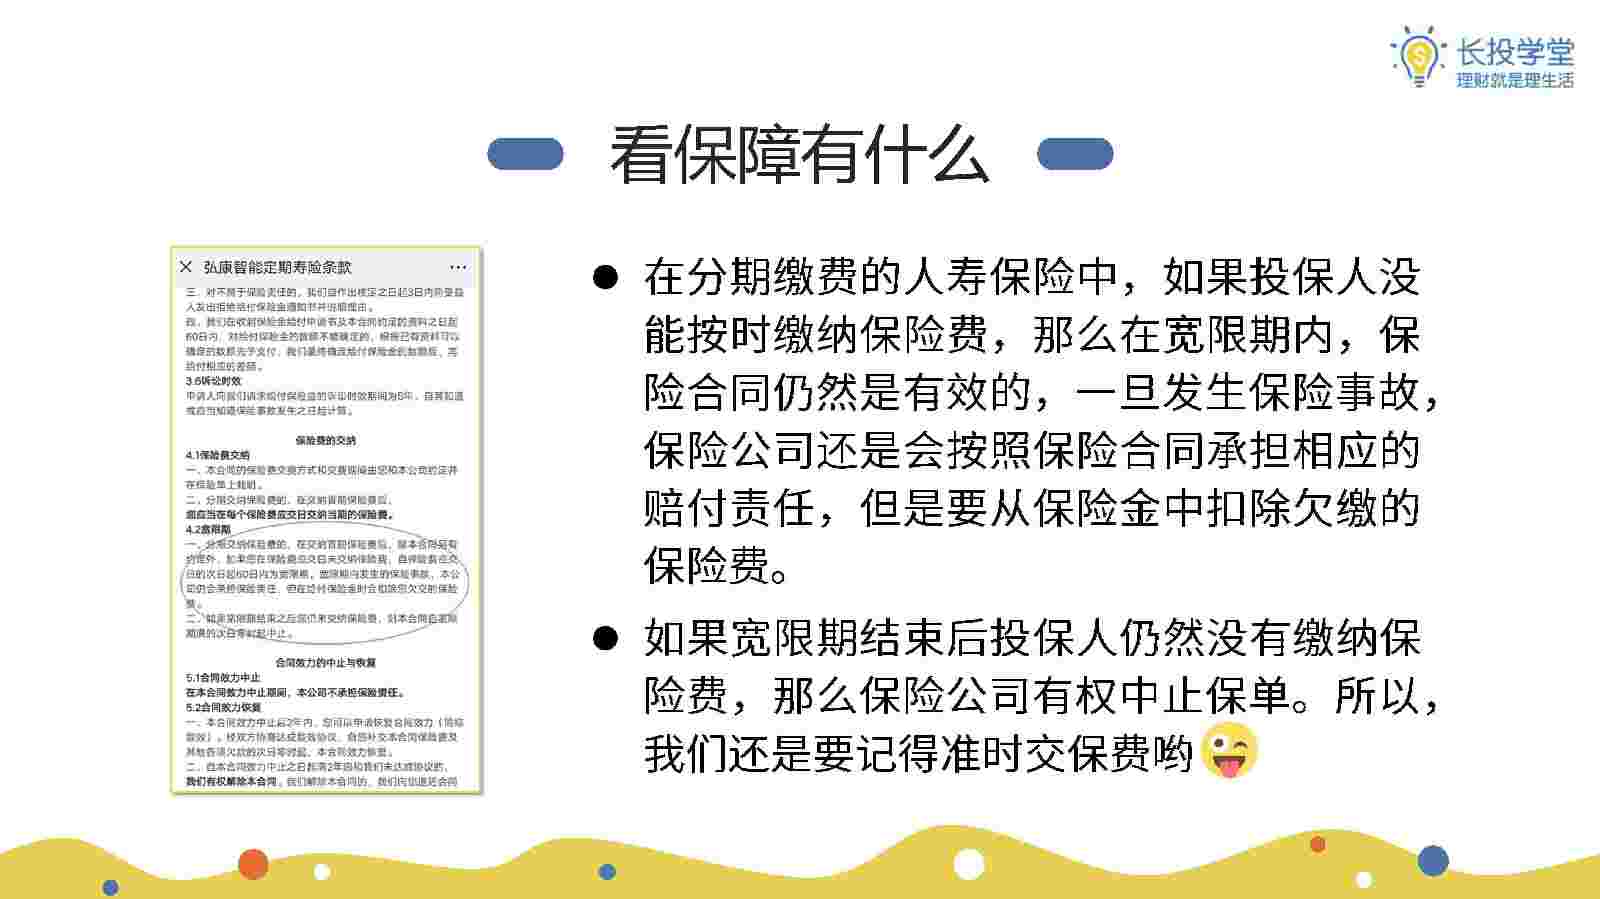 长投学堂
理财就是理生活
看保障有什么
弘康智能定期寿险条款
三、对不属于保险责任的，我们自作出核定之日起3日内向受益
人发出拒绝给付保险金通知书并说明理由。
四、我们在收到保险金给付申请书及本合同约定的资料之日起
60日内，对给付保险金的数额不能确定的，根据已有资料可以
确定的数额先予支付，我们最终确定给付保险金的数额后，再
给付相应的差额。
3.6诉讼时效
申请人向我们请求给付保险金的诉讼时效期间为5年，自其知道
或应当知道保险事故发生之日起计算。
保险费的交纳
4.1保险费交纳
一、本合同的保险费交费方式和交费期间由您和本公司约定并
在保险单上载明。
二、分期交纳保险费的，在交纳首期保险费后，
您应当在每个保险费应交日交纳当期的保险费。
4.2宽限期
一、分期交纳保险费的，在交纳首期保险费后，除本合同另有
约定外，如果您在保险费应交日未交纳保险费，自保险费应交
日的次日起60日内为宽限期。宽限期内发生的保险事故，本公
司仍会承担保险责任，但在给付保险金时会扣除您欠交的保险
费。
二、如果宽限期结束之后您仍未交纳保险费，则本合同自宽限
期满的次日零时起中止。
合同效力的中止与恢复
5.1合同效力中止
在本合同效力中止期间，本公司不承担保险责任。
5.2合同效力恢复
一、本合同效力中止后2年内，您可以申请恢复合同效力（简称
复效）。经双方协商达成复效协议，自您补交本合同保险费及
其他各项欠款的次日零时起，本合同效力恢复。
二、自本合同效力中止之日起满2年您和我们未达成协议的，
我们有权解除本合同。我们解除本合同的，我们向您退还合同
在分期缴费的人寿保险中，如果投保人没
能按时缴纳保险费，那么在宽限期内，保
险合同仍然是有效的，一旦发生保险事故，
保险公司还是会按照保险合同承担相应的
赔付责任，但是要从保险金中扣除欠缴的
保险费。
如果宽限期结束后投保人仍然没有缴纳保
险费，那么保险公司有权中止保单。所以，
我们还是要记得准时交保费哟